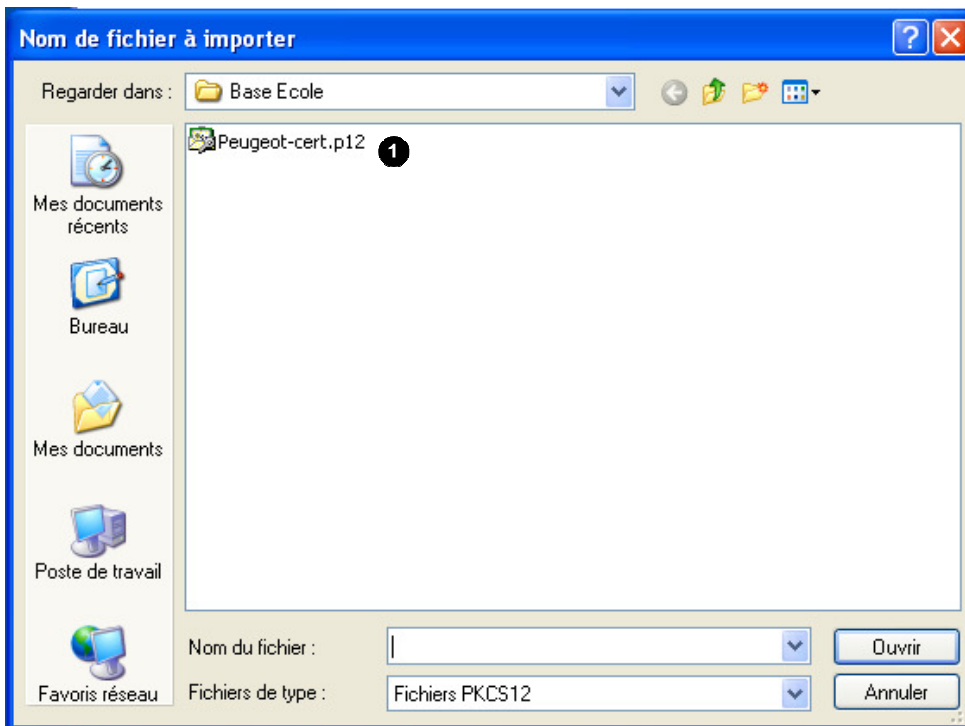 Nom de fichier à importer
Regarder dans :
Base Ecole
Peugeot-cert.p12
1
Mes documents
récents
Bureau
Mes documents
Poste de travail
Favoris réseau
Nom du fichier :
Ouvrir
Fichiers de type :
Fichiers PKCS12
Annuler